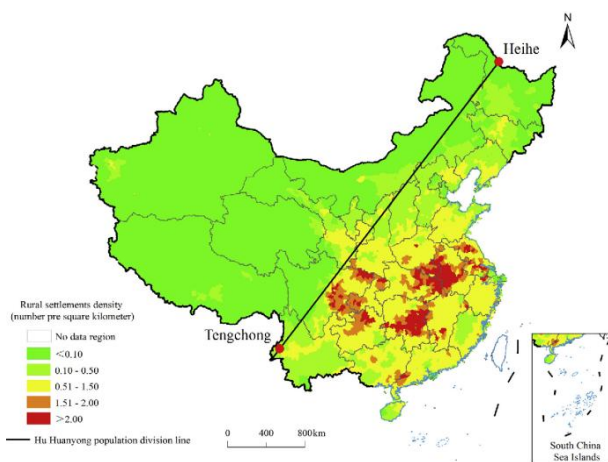 N
Heihe
Tengchong
Rural settlements density
(number pre square kilometer)
No data region
<0.10
0.10 - 0.50
0.51 - 1.50
1.51 - 2.00
>2.00
Hu Huanyong population division line
0 400 800km
South China
Sea Islands